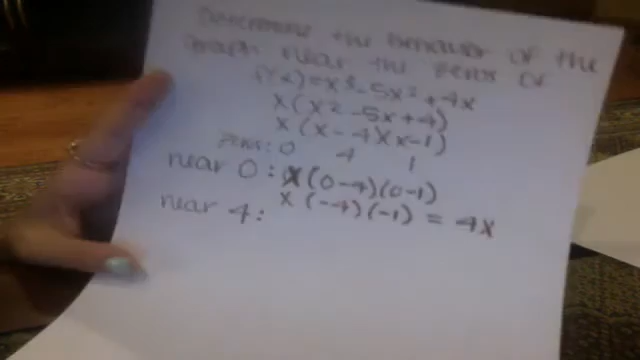 Determine the behavior of the
graph near the zeros of
f(x) = x³ - 5x² + 4x
x(x² - 5x + 4)
x(x - 4)(x - 1)
zeros: 0 4 1
near 0: x(0-4)(0-1)
x(-4)(-1) = 4x
near 4: